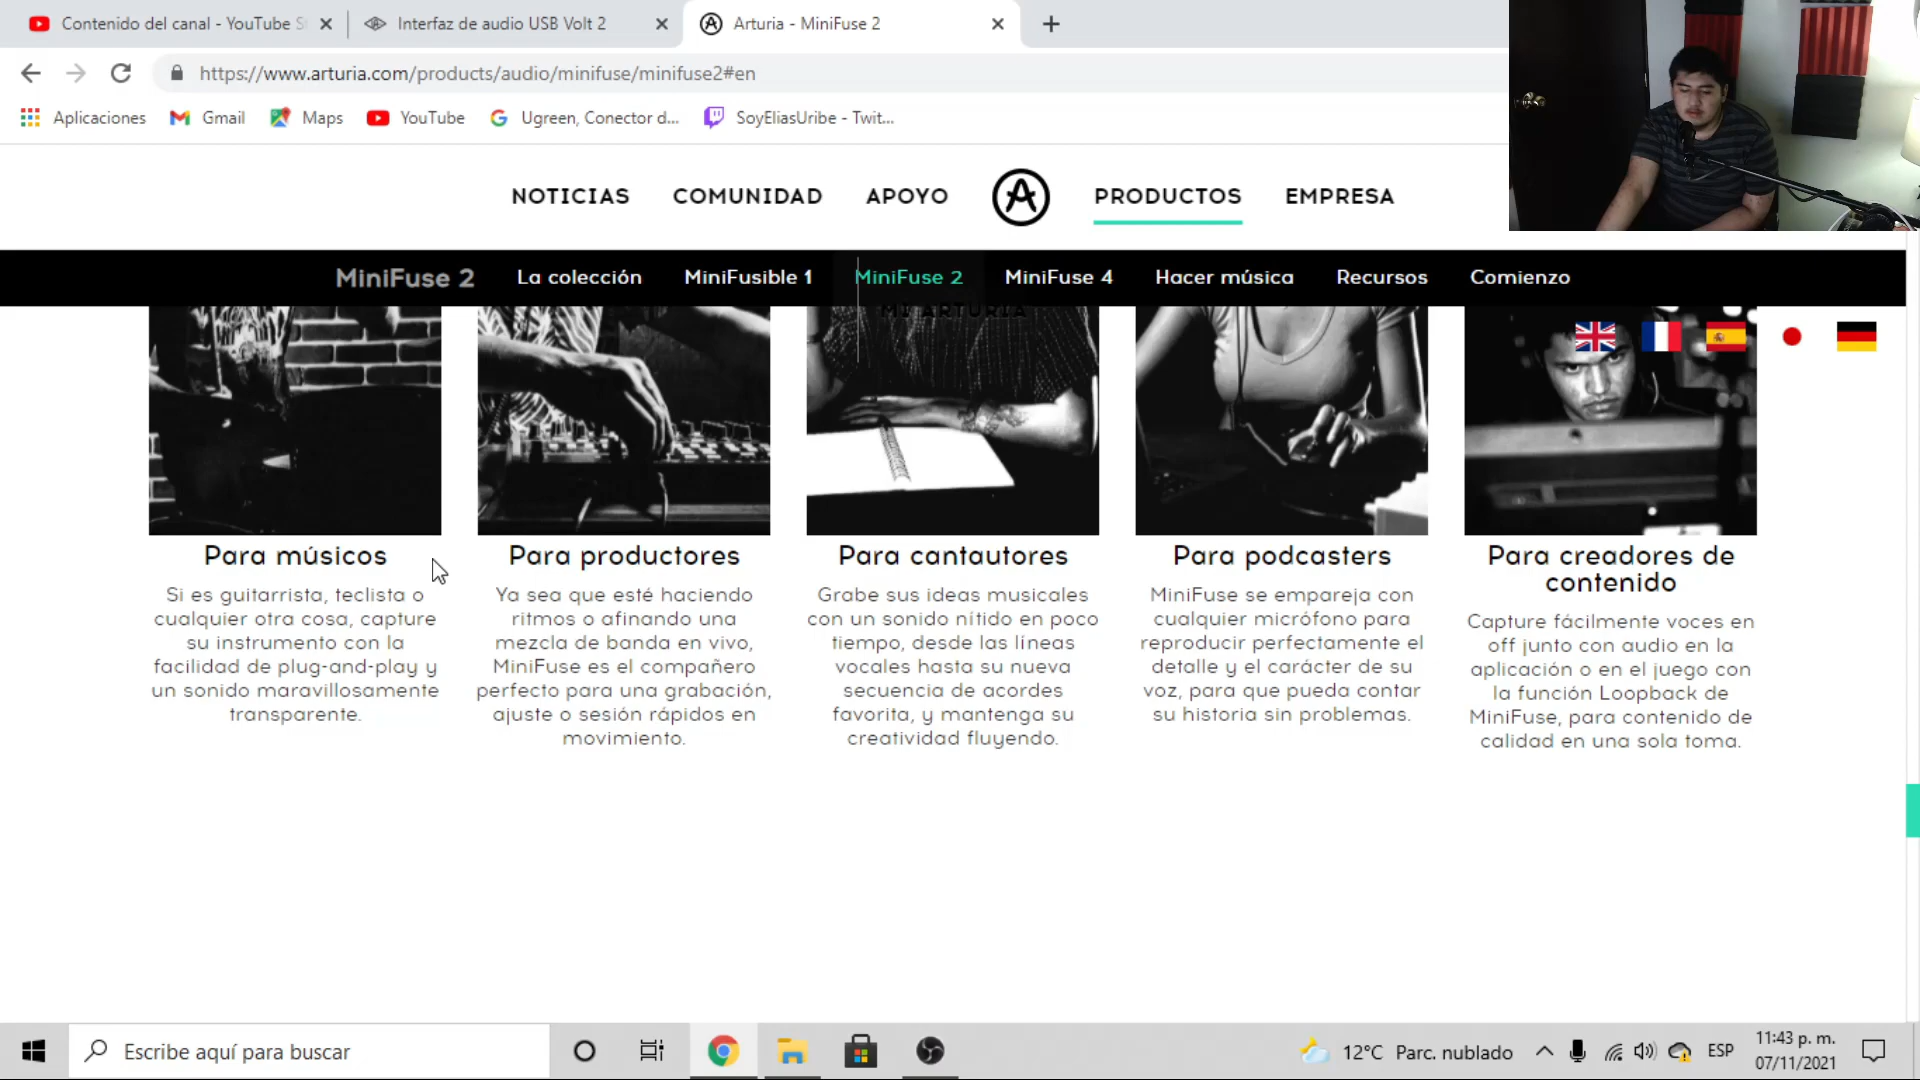 Contenido del canal - YouTube S
Interfaz de audio USB Volt 2
Arturia - MiniFuse 2
https://www.arturia.com/products/audio/minifuse/minifuse2#en
Aplicaciones
Gmail
Maps
YouTube
Ugreen, Conector d...
SoyEliasUribe - Twit...
NOTICIAS
COMUNIDAD
APOYO
PRODUCTOS
EMPRESA
MiniFuse 2
La colección
MiniFusible 1
MiniFuse 2
MiniFuse 4
Hacer música
Recursos
Comienzo
MI ARTURIA
Para músicos
Si es guitarrista, teclista o
cualquier otra cosa, capture
su instrumento con la
facilidad de plug-and-play y
un sonido maravillosamente
transparente.
Para productores
Ya sea que esté haciendo
ritmos o afinando una
mezcla de banda en vivo,
MiniFuse es el compañero
perfecto para una grabación,
ajuste o sesión rápidos en
movimiento.
Para cantautores
Grabe sus ideas musicales
con un sonido nítido en poco
tiempo, desde las líneas
vocales hasta su nueva
secuencia de acordes
favorita, y mantenga su
creatividad fluyendo.
Para podcasters
MiniFuse se empareja con
cualquier micrófono para
reproducir perfectamente el
detalle y el carácter de su
voz, para que pueda contar
su historia sin problemas.
Para creadores de
contenido
Capture fácilmente voces en
off junto con audio en la
aplicación o en el juego con
la función Loopback de
MiniFuse, para contenido de
calidad en una sola toma.
Escribe aquí para buscar
12°C Parc. nublado
ESP
11:43 p. m.
07/11/2021